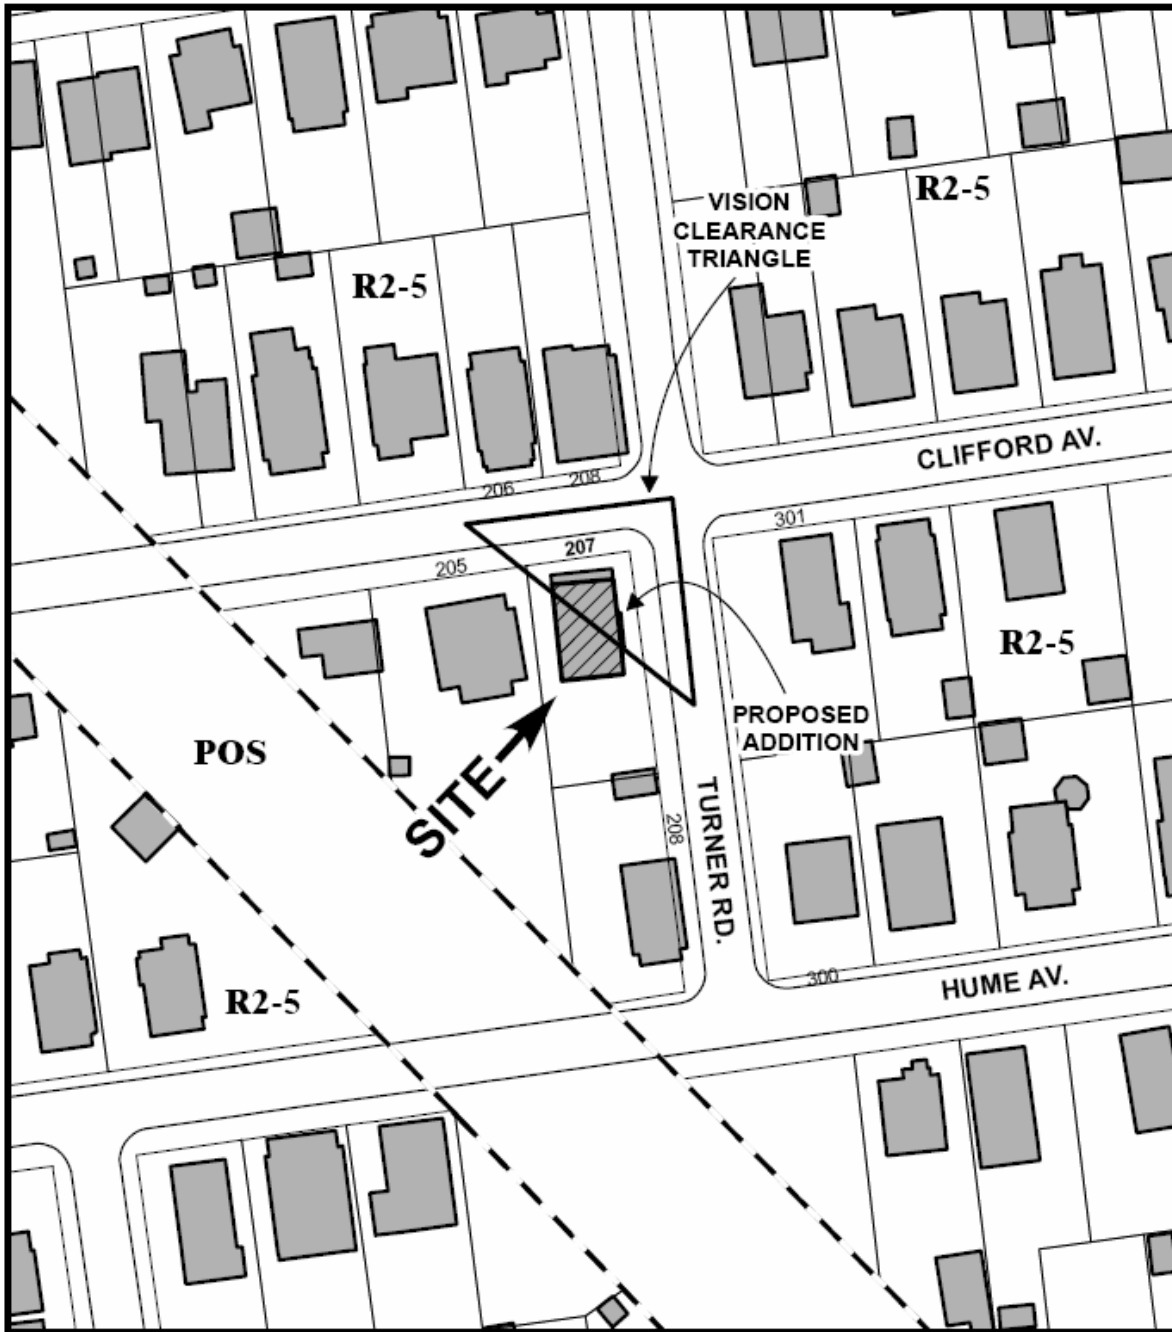 R2-5
VISION
CLEARANCE
TRIANGLE
R2-5
CLIFFORD AV.
206
208
301
207
205
R2-5
PROPOSED
ADDITION
POS
SITE
208
TURNER RD.
300
HUME AV.
R2-5